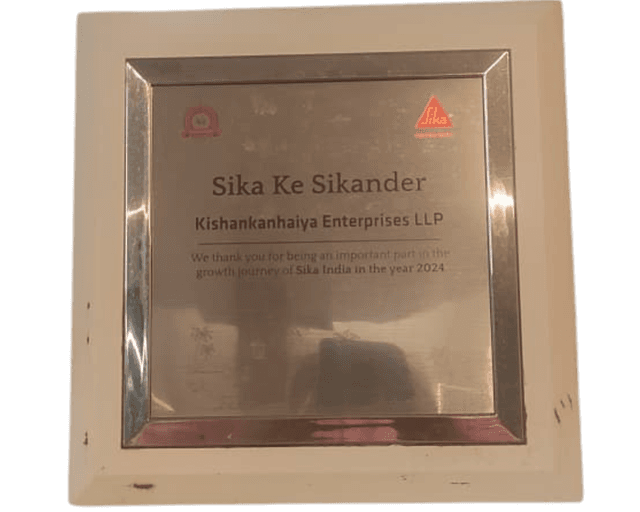 Sika
Sika Ke Sikander
Kishankanhaiya Enterprises LLP
We thank you for being an important part in the
growth journey of Sika India in the year 2024